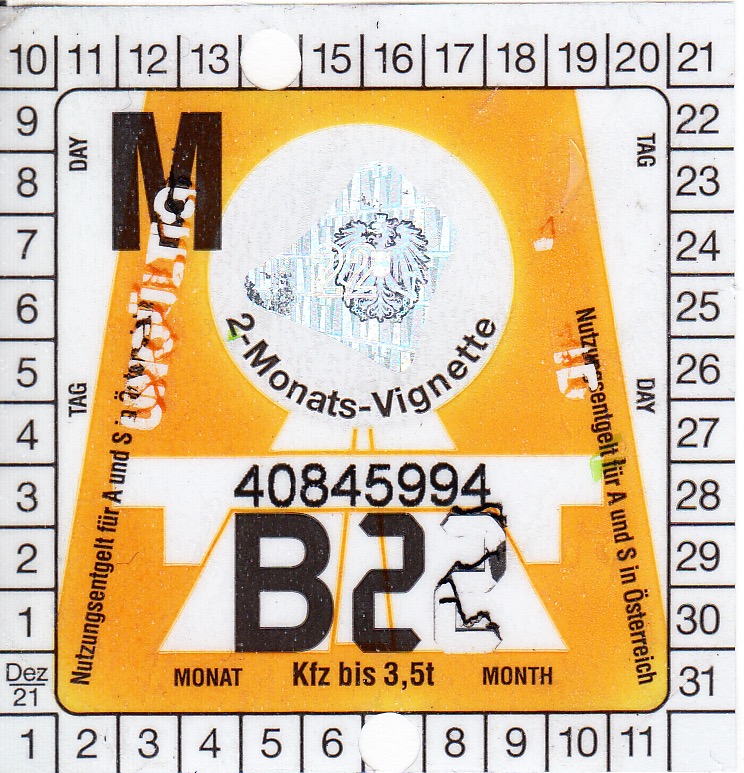 10 11 12 13 15 16 17 18 19 20 21
9 22
8 23
7 24
6 25
5 26
4 27
3 28
2 29
1 30
Dez 21 31
1 2 3 4 5 6 8 9 10 11
DAY
TAG
M
TAG
DAY
2-Monats-Vignette
Nutzungsentgelt für A und S in
Nutzungsentgelt für A und S in Österreich
40845994
B22
MONAT Kfz bis 3,5t MONTH